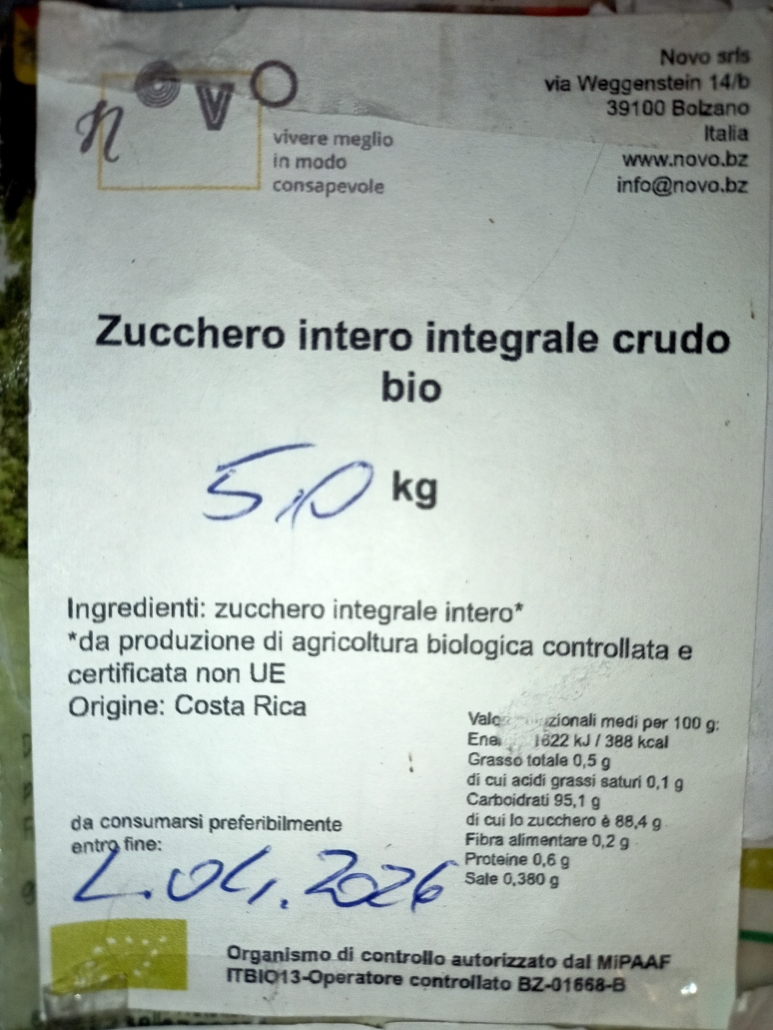 novo
vivere meglio
in modo
consapevole
Novo srls
via Weggenstein 14/b
39100 Bolzano
Italia
www.novo.bz
info@novo.bz
Zucchero intero integrale crudo
bio
5,0 kg
Ingredienti: zucchero integrale intero*
*da produzione di agricoltura biologica controllata e
certificata non UE
Origine: Costa Rica
zionali medi per 100 g:
1622 kJ / 388 kcal
Grasso totale 0,5 g
di cui acidi grassi saturi 0,1 g
Carboidrati 95,1 g
di cui lo zucchero è 88,4 g
Fibra alimentare 0,2 g
Proteine 0,6 g
Sale 0,380 g
da consumarsi preferibilmente
entro fine:
L.04.2026
Organismo di controllo autorizzato dal MiPAAF
ITBIO13-Operatore controllato BZ-01668-B